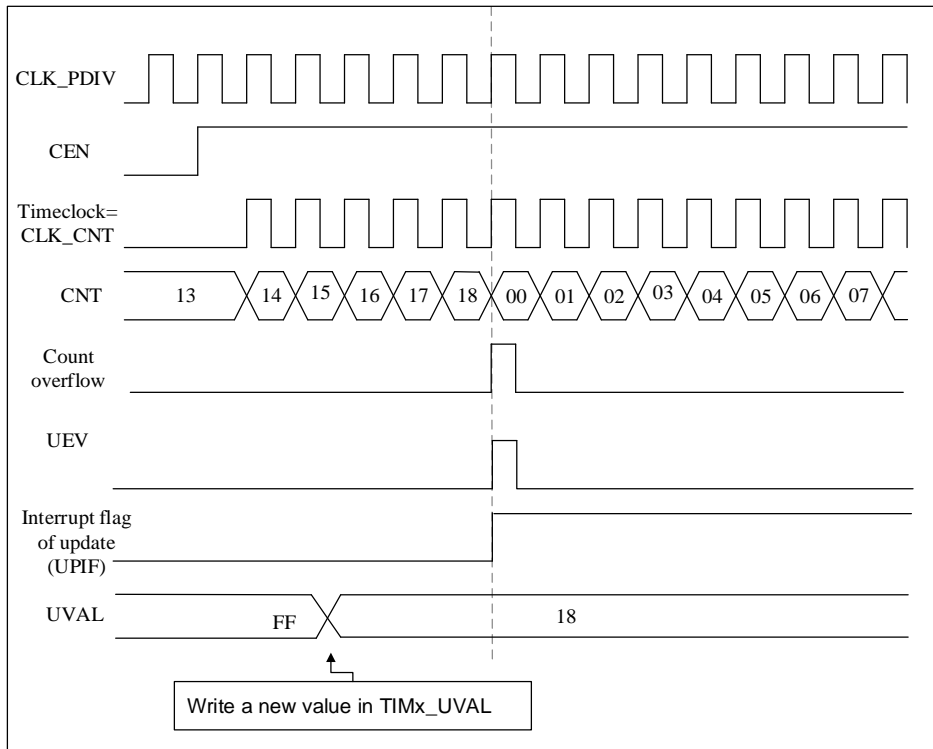 CLK_PDIV
CEN
Timeclock=
CLK_CNT
CNT
13 14 15 16 17 18 00 01 02 03 04 05 06 07
Count
overflow
UEV
Interrupt flag
of update
(UPIF)
UVAL
FF 18
Write a new value in TIMx_UVAL